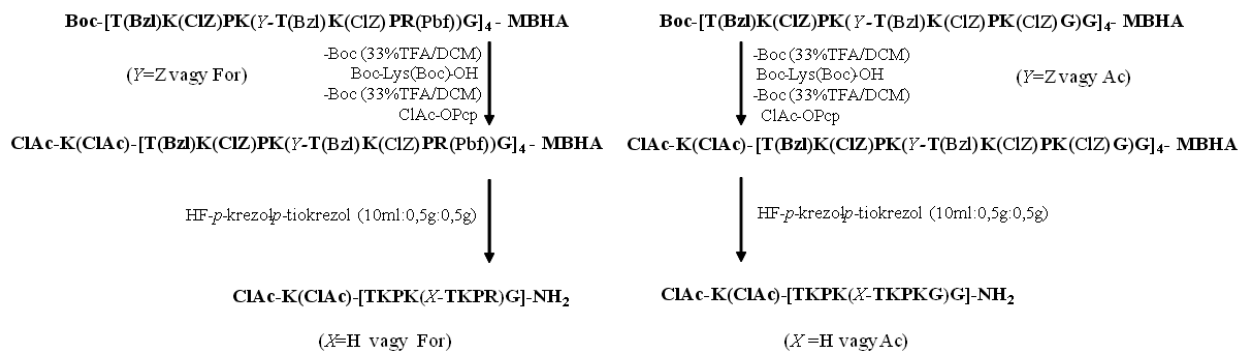 Boc-[T(Bzl)K(ClZ)PK(Y-T(Bzl)K(ClZ)PR(Pbf))G]4- MBHA
-Boc (33%TFA/DCM)
Boc-Lys(Boc)-OH
-Boc (33%TFA/DCM)
ClAc-OPcp
(Y=Z vagy For)
ClAc-K(ClAc)-[T(Bzl)K(ClZ)PK(Y-T(Bzl)K(ClZ)PR(Pbf))G]4- MBHA
HF-p-krezol-p-tiokrezol (10ml:0,5g:0,5g)
ClAc-K(ClAc)-[TKPK(X-TKPR)G]-NH2
(X=H vagy For)
Boc-[T(Bzl)K(ClZ)PK(Y-T(Bzl)K(ClZ)PK(ClZ)G)G]4- MBHA
-Boc (33%TFA/DCM)
Boc-Lys(Boc)-OH
-Boc (33%TFA/DCM)
ClAc-OPcp
(Y=Z vagy Ac)
ClAc-K(ClAc)-[T(Bzl)K(ClZ)PK(Y-T(Bzl)K(ClZ)PK(ClZ)G)G]4- MBHA
HF-p-krezol-p-tiokrezol (10ml:0,5g:0,5g)
ClAc-K(ClAc)-[TKPK(X-TKPKG)G]-NH2
(X=H vagy Ac)